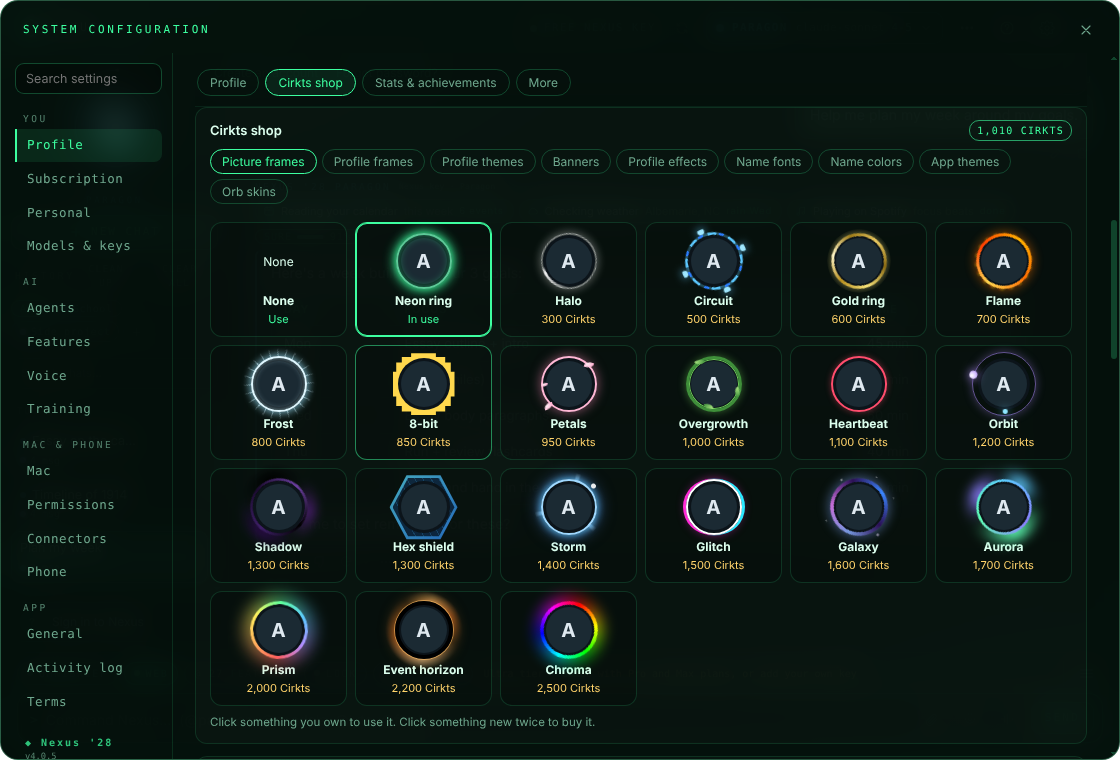 SYSTEM CONFIGURATION
Search settings
YOU
Profile
Subscription
Personal
Models & keys
AI
Agents
Features
Voice
Training
MAC & PHONE
Mac
Permissions
Connectors
Phone
APP
General
Activity log
Terms
◆ Nexus '28
v4.0.5
Profile Cirkts shop Stats & achievements More
Cirkts shop 1,010 CIRKTS
Picture frames Profile frames Profile themes Banners Profile effects Name fonts Name colors App themes
Orb skins
None A A A A A
None Neon ring Halo Circuit Gold ring Flame
Use In use 300 Cirkts 500 Cirkts 600 Cirkts 700 Cirkts
A A A A A A
Frost 8-bit Petals Overgrowth Heartbeat Orbit
800 Cirkts 850 Cirkts 950 Cirkts 1,000 Cirkts 1,100 Cirkts 1,200 Cirkts
A A A A A A
Shadow Hex shield Storm Glitch Galaxy Aurora
1,300 Cirkts 1,300 Cirkts 1,400 Cirkts 1,500 Cirkts 1,600 Cirkts 1,700 Cirkts
A A A
Prism Event horizon Chroma
2,000 Cirkts 2,200 Cirkts 2,500 Cirkts
Click something you own to use it. Click something new twice to buy it.